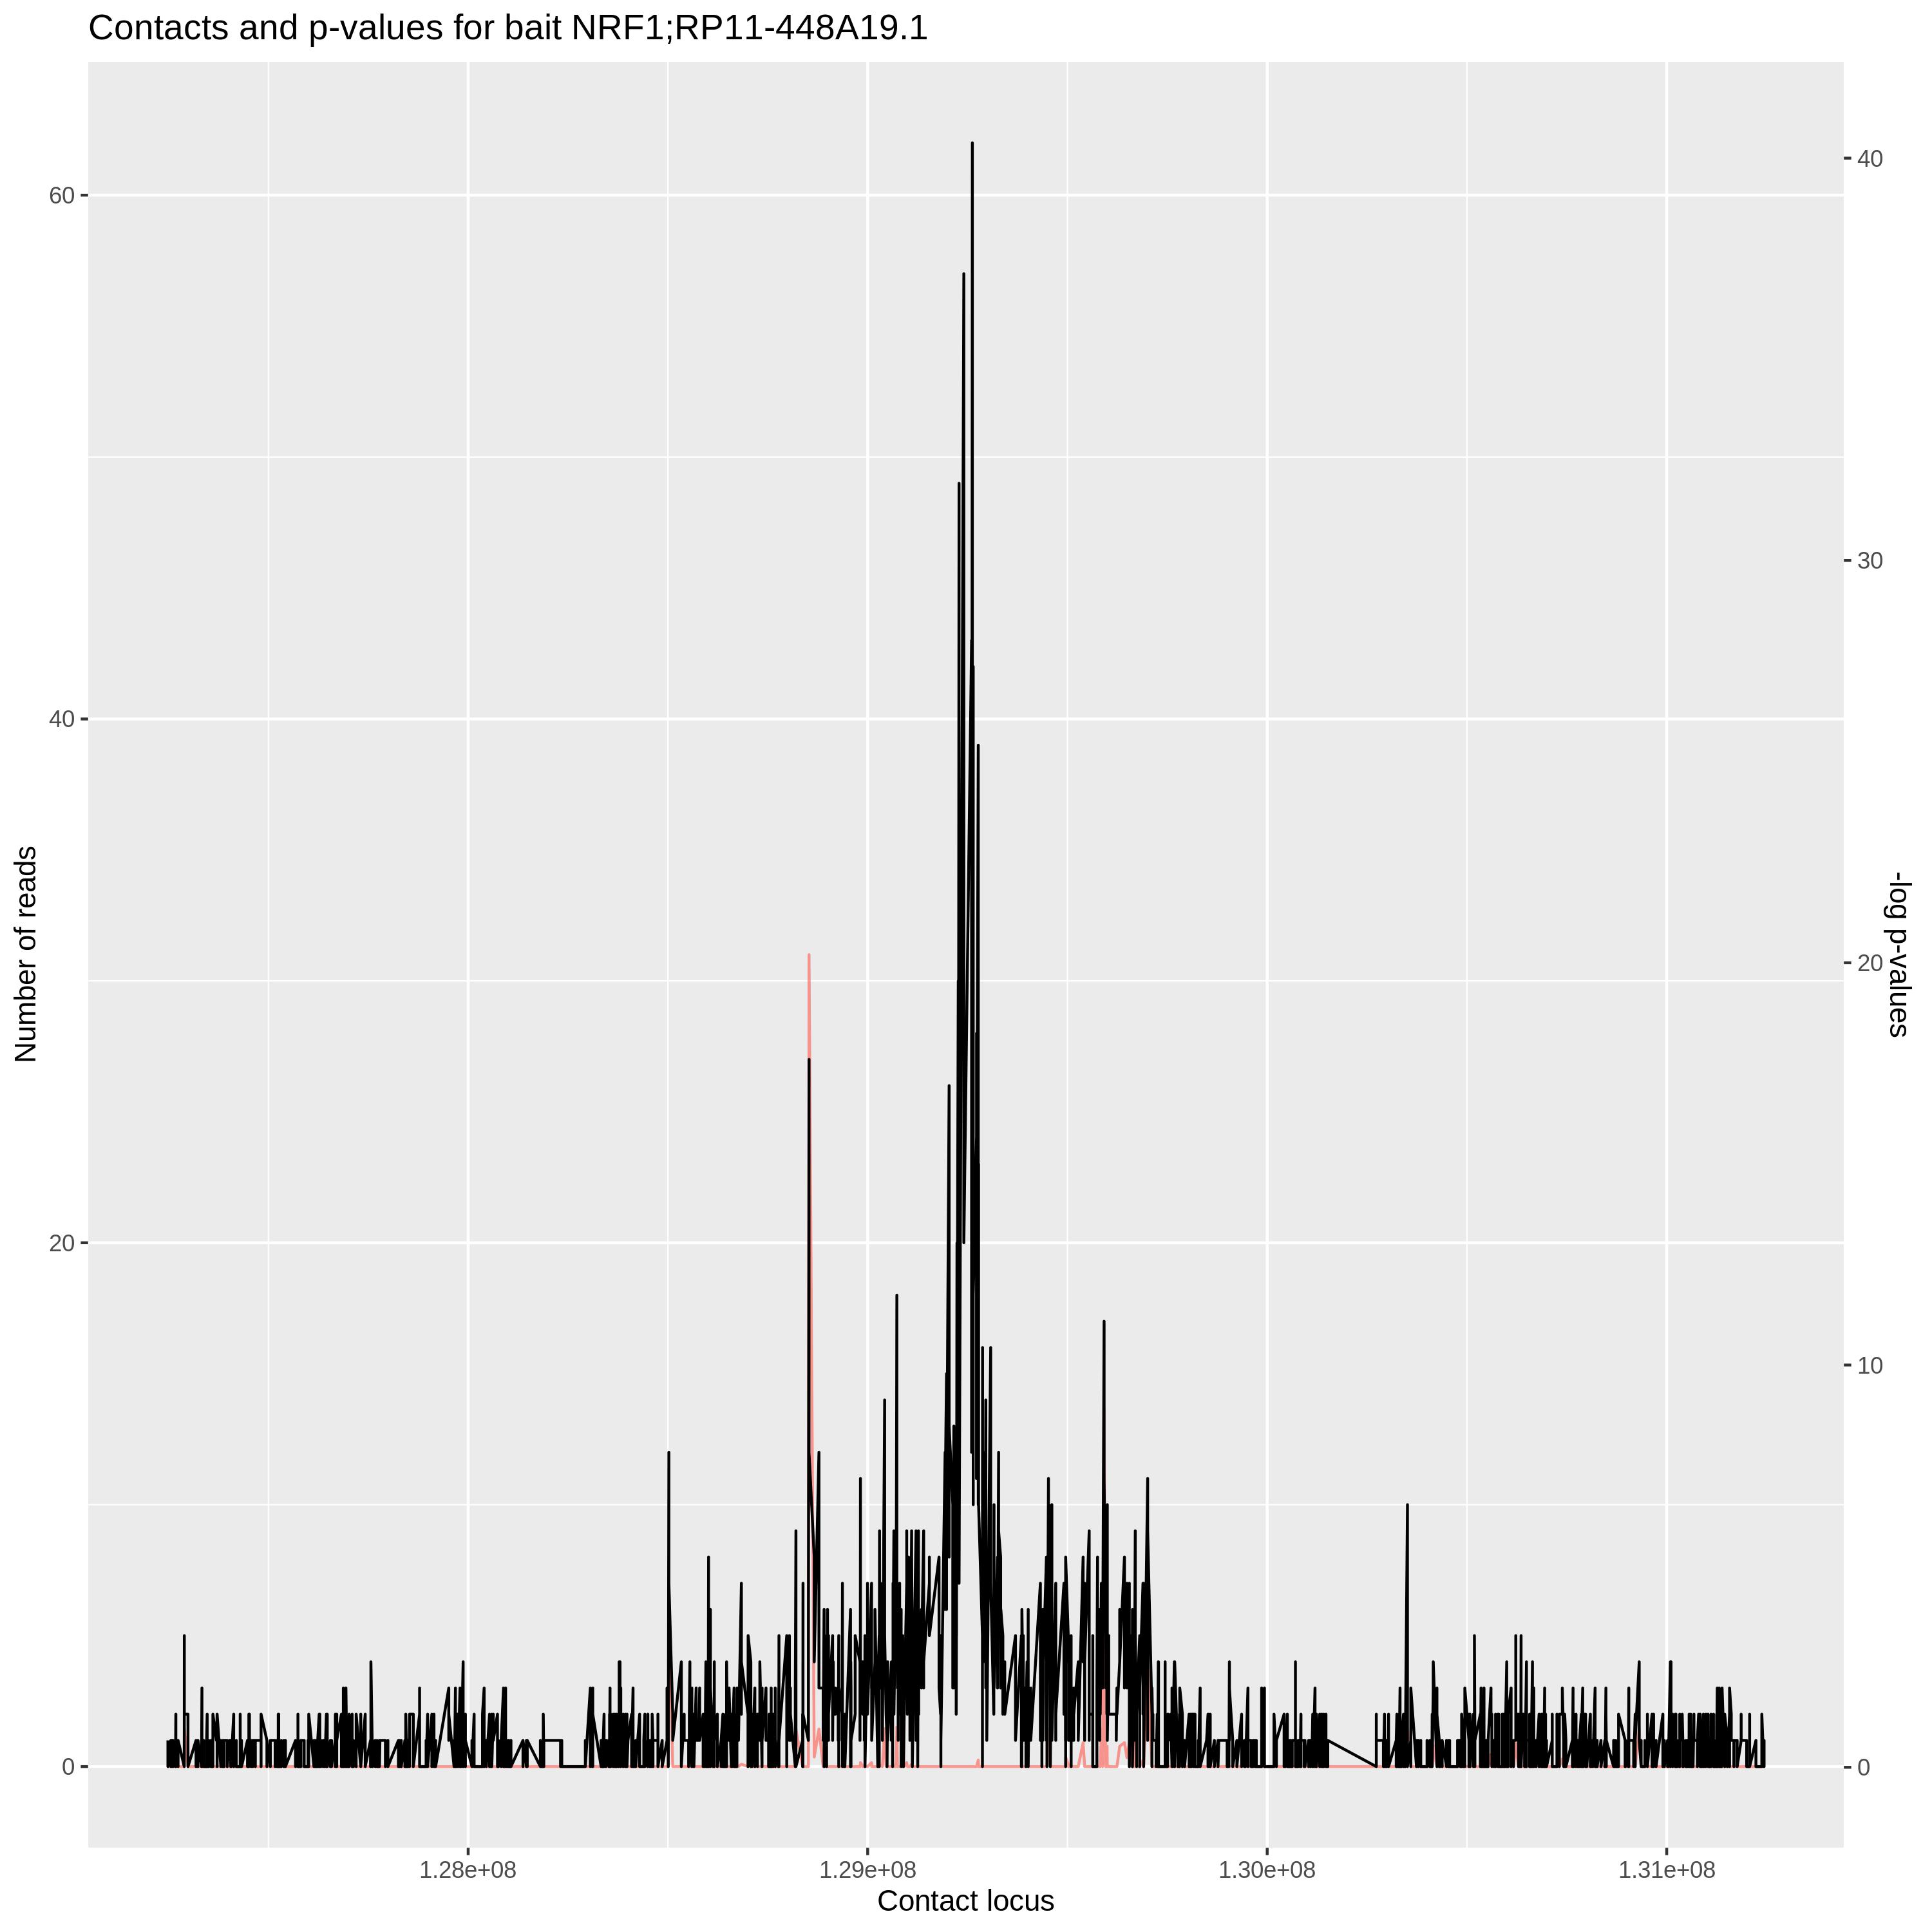 Contacts and p-values for bait NRF1;RP11-448A19.1
60
40
20
0
Number of reads
40
30
20
10
0
-log p-values
1.28e+08 1.29e+08 1.30e+08 1.31e+08
Contact locus